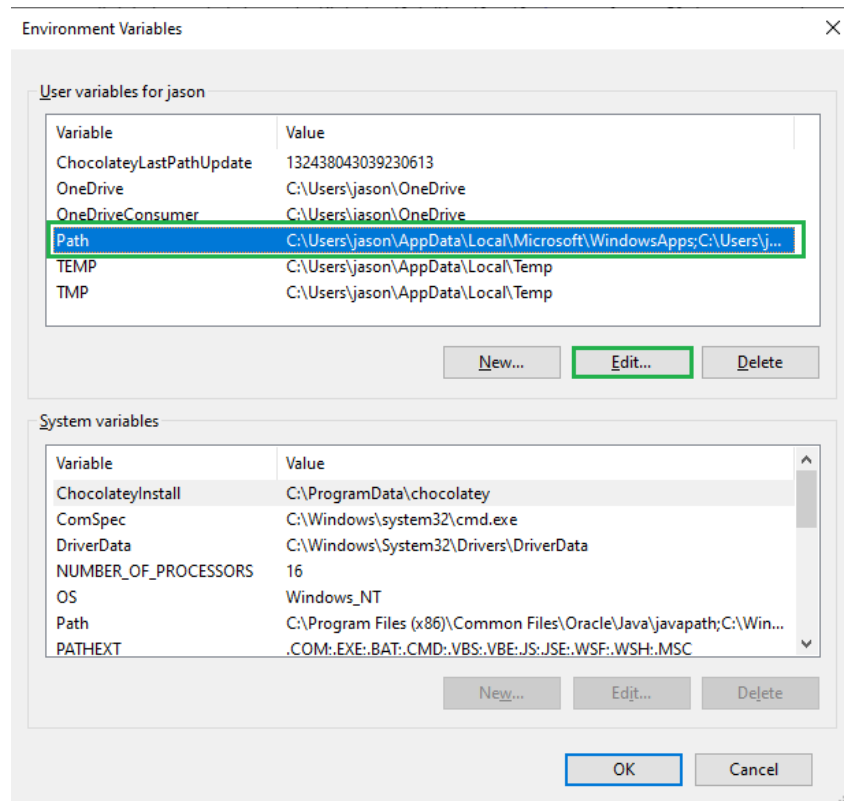 Environment Variables
User variables for jason
Variable Value
ChocolateyLastPathUpdate 132438043039230613
OneDrive C:\Users\jason\OneDrive
OneDriveConsumer C:\Users\jason\OneDrive
Path C:\Users\jason\AppData\Local\Microsoft\WindowsApps;C:\Users\j...
TEMP C:\Users\jason\AppData\Local\Temp
TMP C:\Users\jason\AppData\Local\Temp
New... Edit... Delete
System variables
Variable Value
ChocolateyInstall C:\ProgramData\chocolatey
ComSpec C:\Windows\system32\cmd.exe
DriverData C:\Windows\System32\Drivers\DriverData
NUMBER_OF_PROCESSORS 16
OS Windows_NT
Path C:\Program Files (x86)\Common Files\Oracle\Java\javapath;C:\Win...
PATHEXT .COM;.EXE;.BAT;.CMD;.VBS;.VBE;.JS;.JSE;.WSF;.WSH;.MSC
New... Edit... Delete
OK Cancel